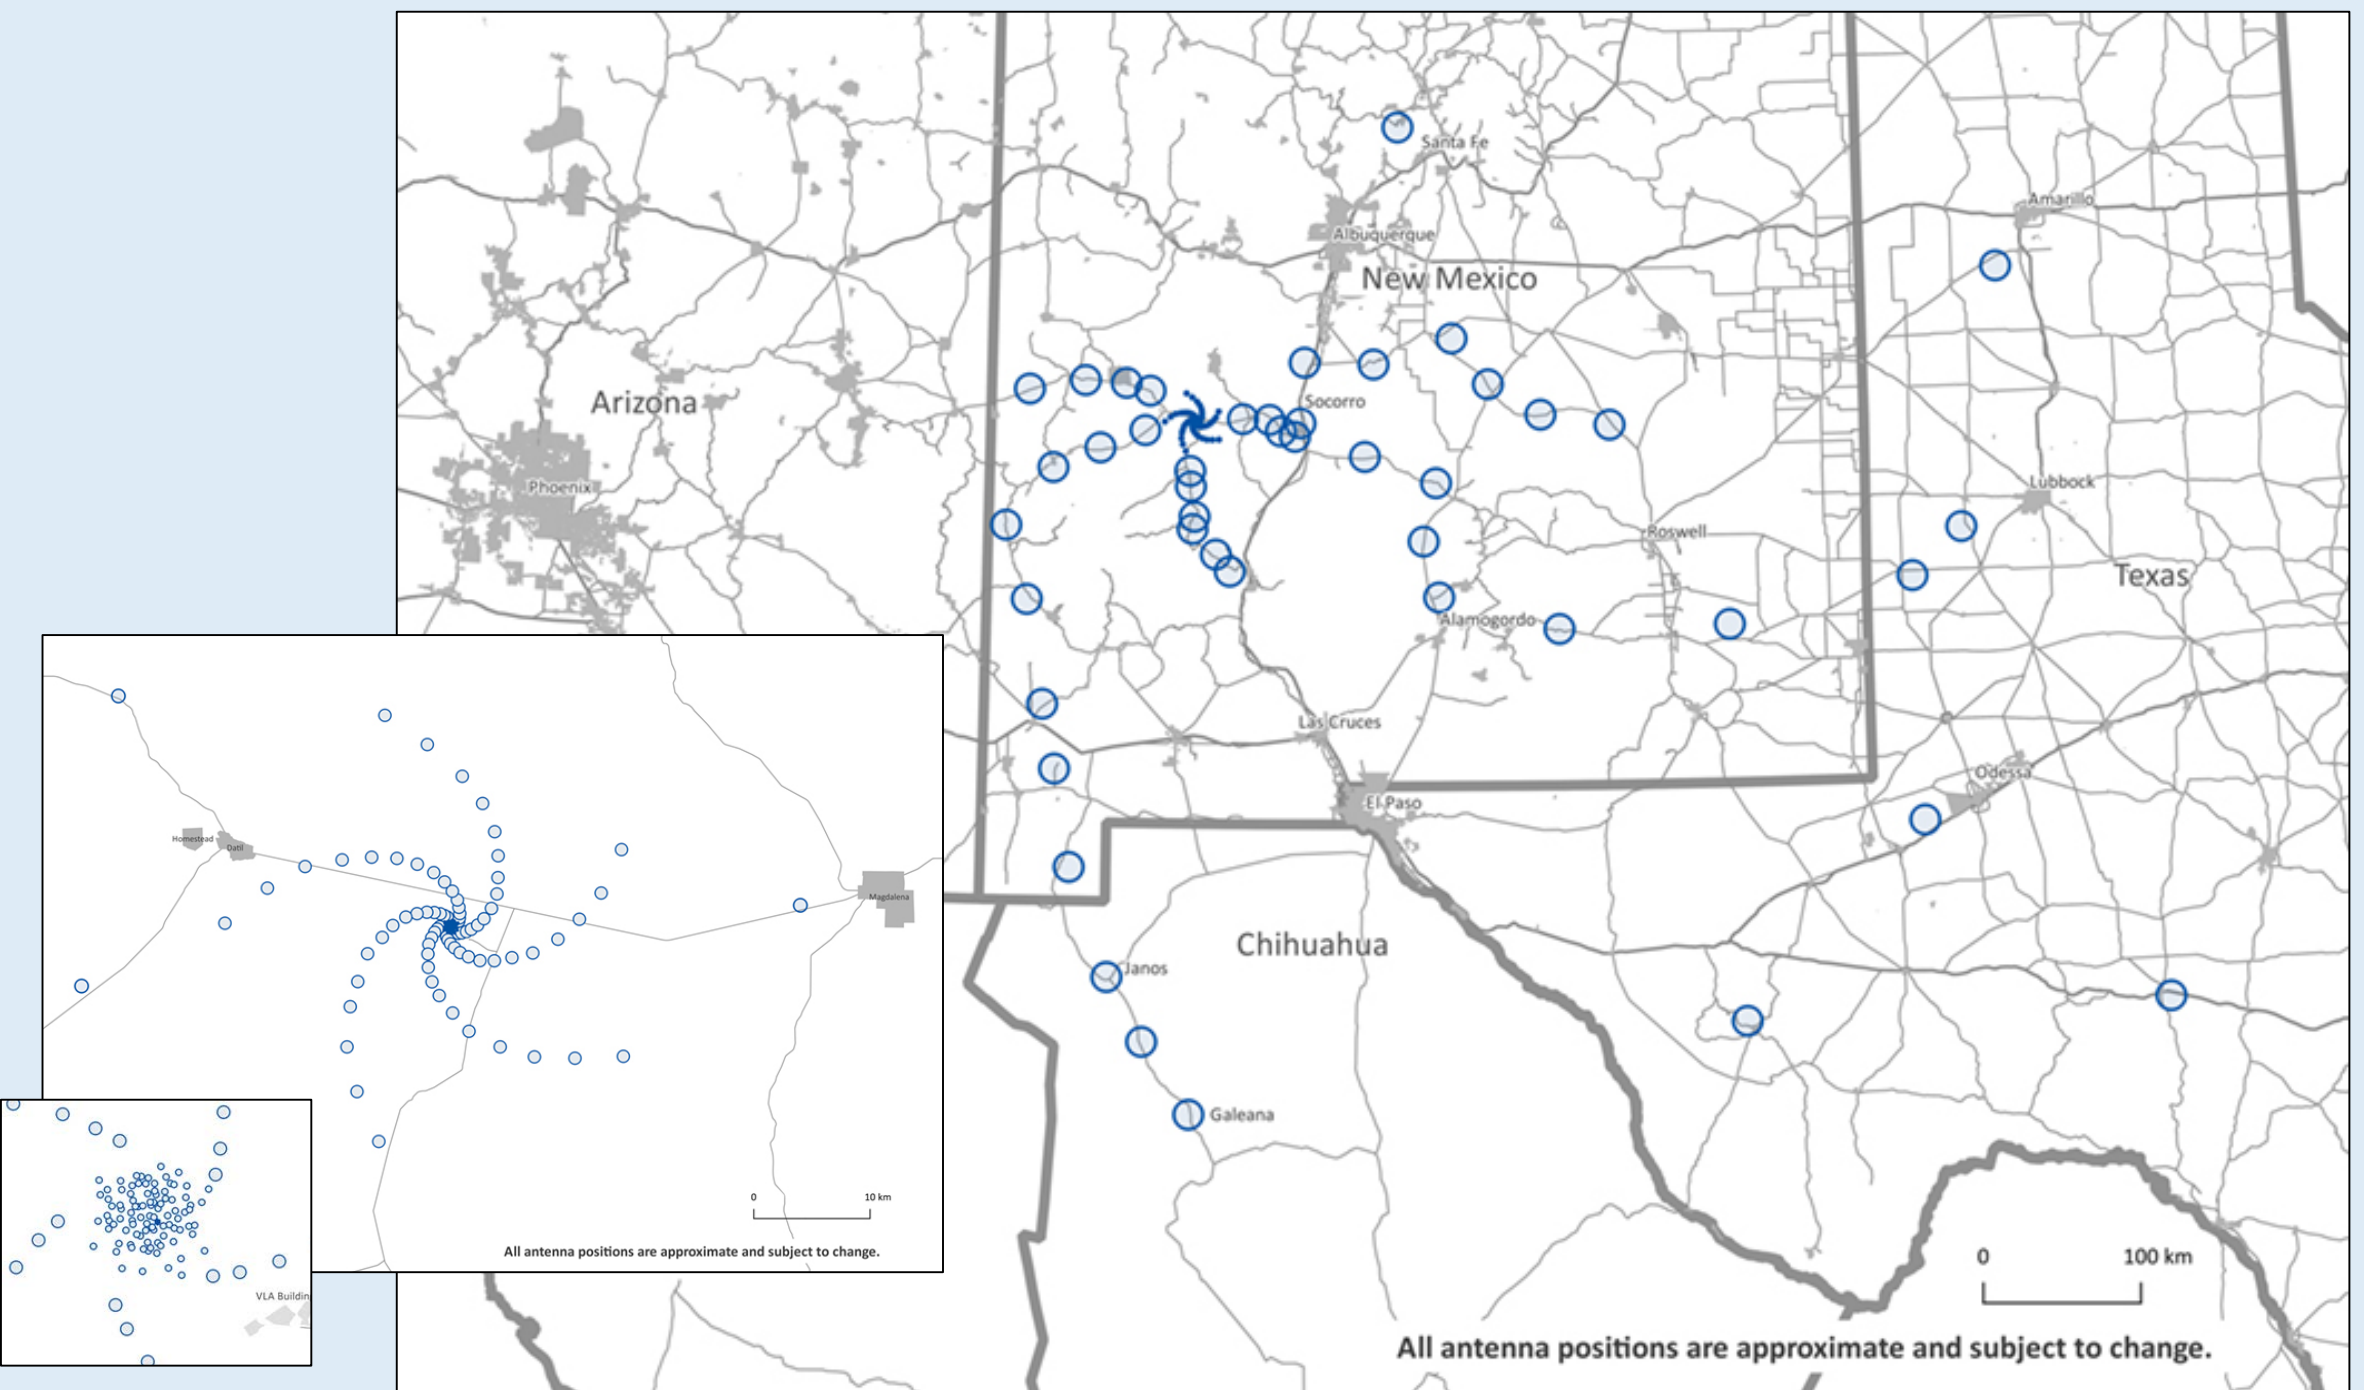 Santa Fe
Amarillo
Albuquerque
New Mexico
Arizona
Socorro
Phoenix
Lubbock
Roswell
Texas
Alamogordo
Las Cruces
Odessa
El Paso
Chihuahua
Janos
Galeana
0 100 km
All antenna positions are approximate and subject to change.
Homestead
Datil
Magdalena
0 10 km
All antenna positions are approximate and subject to change.
VLA Buildin